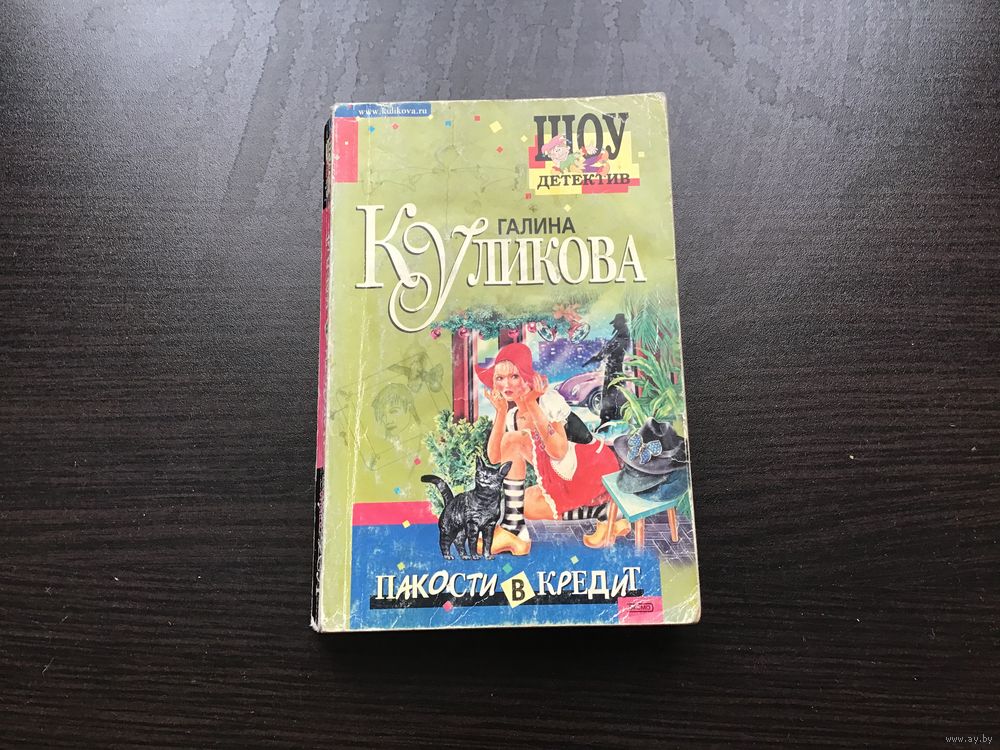 www.kulikova.ru
ШОУ
ДЕТЕКТИВ
ГАЛИНА
КУЛИКОВА
ПАКОСТИ В КРЕДИТ
www.ay.by